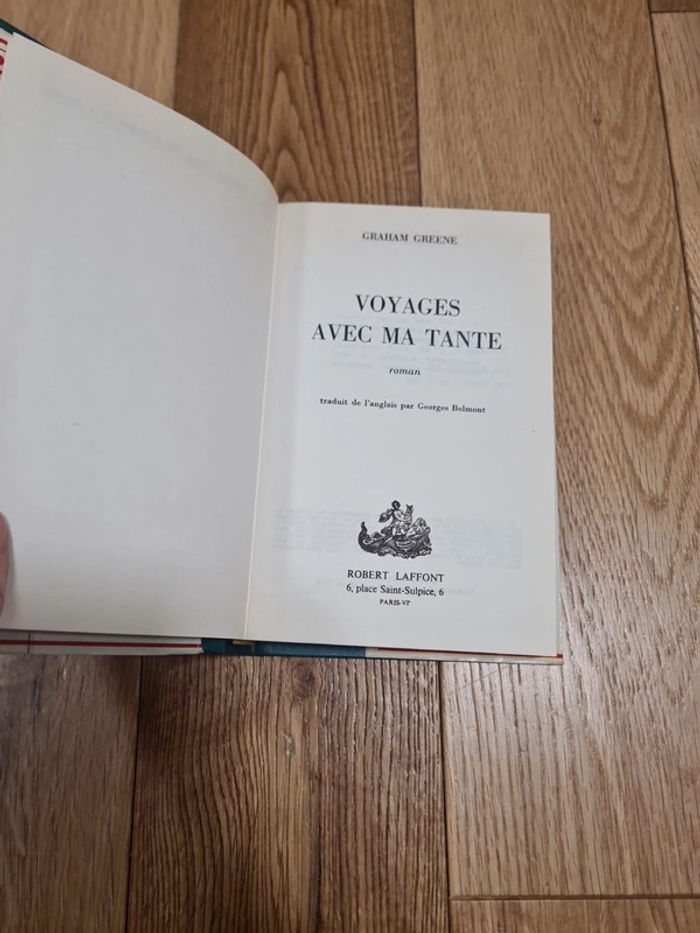 GRAHAM GREENE
VOYAGES
AVEC MA TANTE
roman
traduit de l'anglais par Georges Belmont
ROBERT LAFFONT
6, place Saint-Sulpice, 6
PARIS-VIᵉ